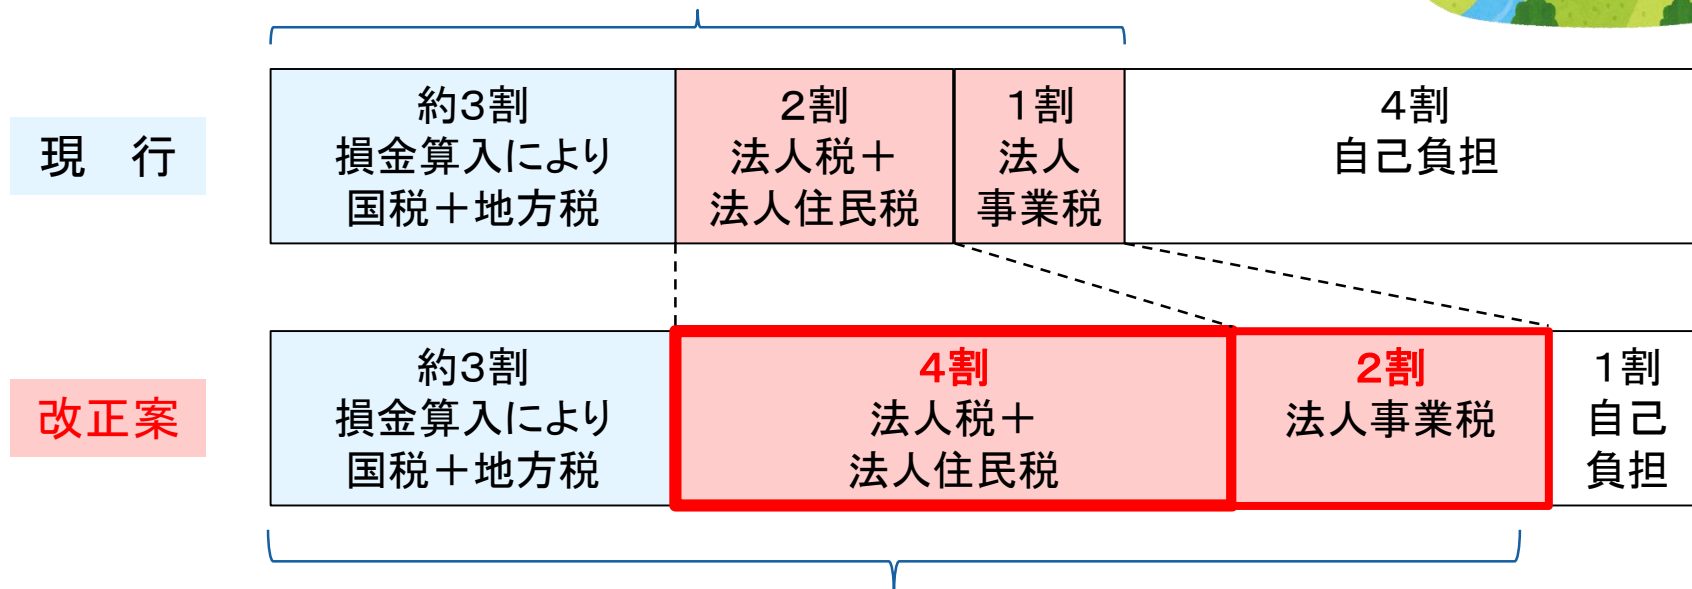 現　行
約３割
損金算入により
国税＋地方税
２割
法人税＋
法人住民税
１割
法人
事業税
４割
自己負担
改正案
約３割
損金算入により
国税＋地方税
４割
法人税＋
法人住民税
２割
法人事業税
１割
自己
負担